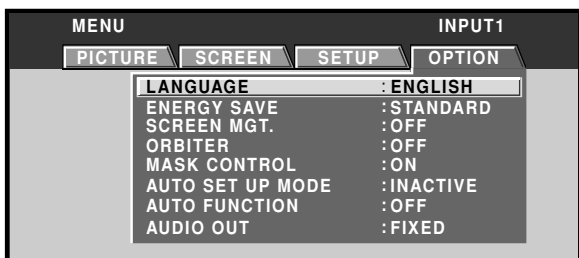 MENU INPUT1
PICTURE SCREEN SETUP OPTION
LANGUAGE :ENGLISH
ENERGY SAVE :STANDARD
SCREEN MGT. :OFF
ORBITER :OFF
MASK CONTROL :ON
AUTO SET UP MODE :INACTIVE
AUTO FUNCTION :OFF
AUDIO OUT :FIXED